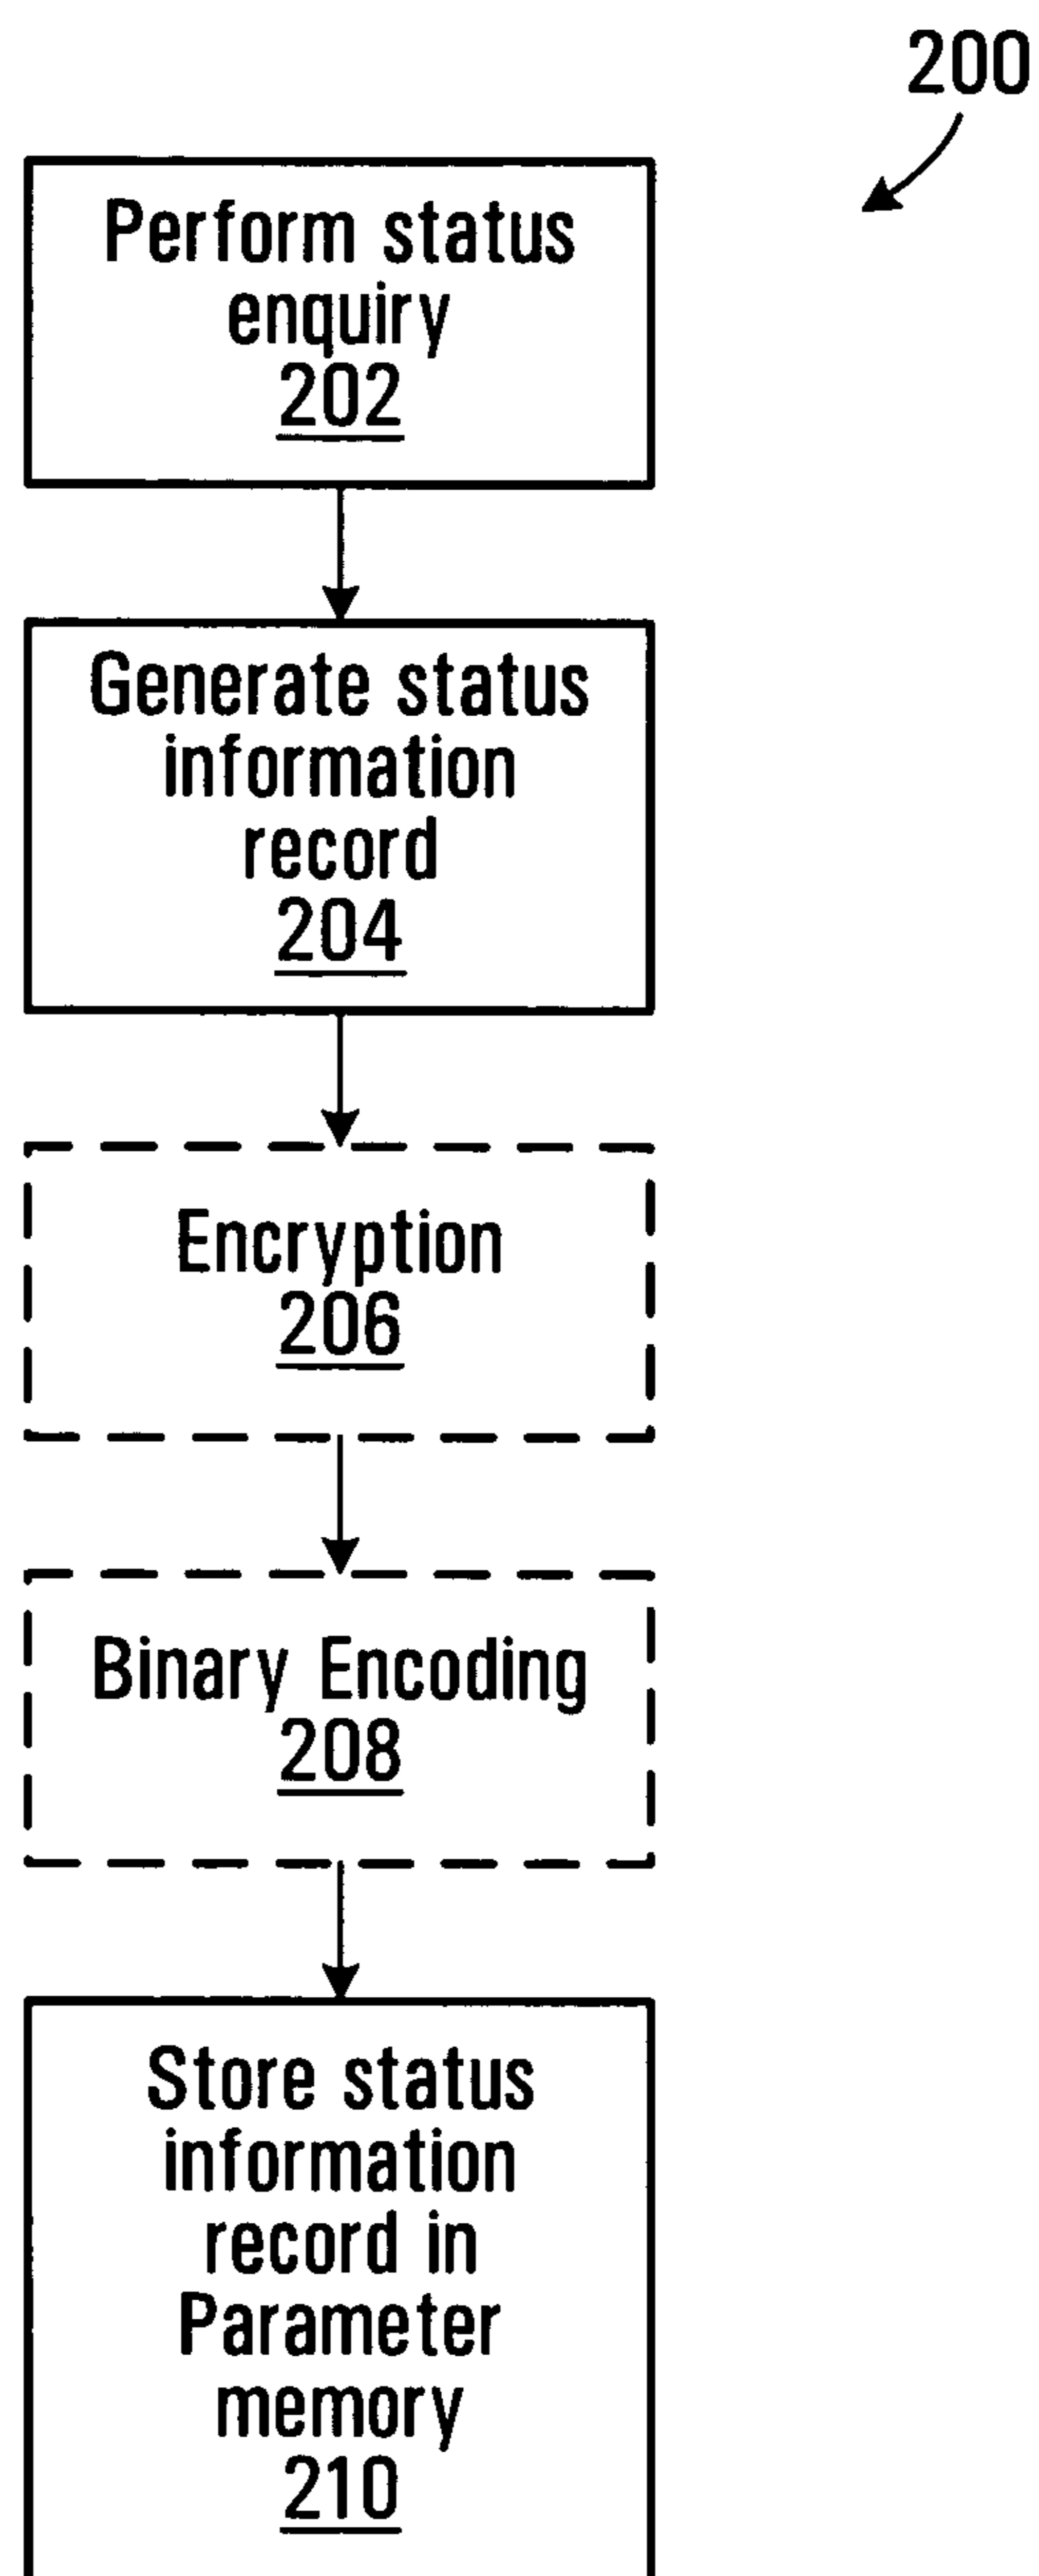 200
Perform status
enquiry
202
Generate status
information
record
204
Encryption
206
Binary Encoding
208
Store status
information
record in
Parameter
memory
210